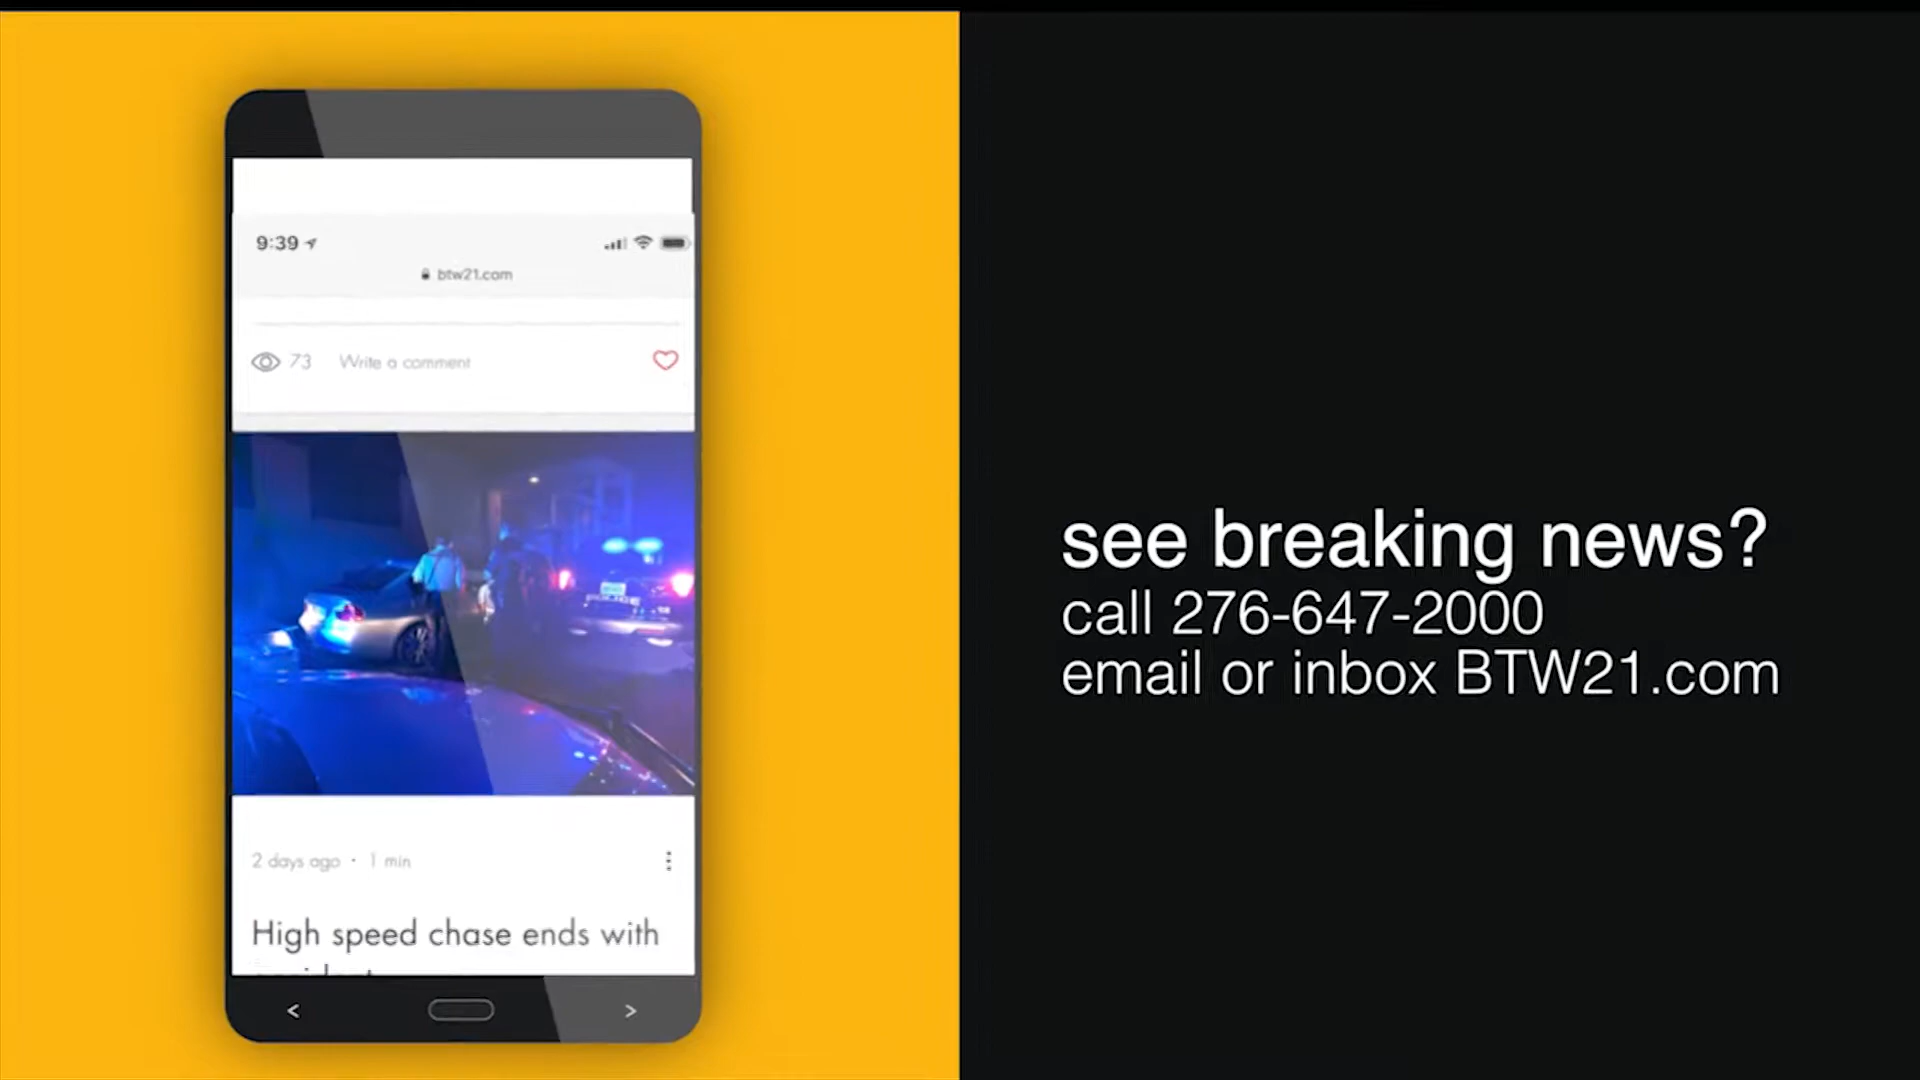 9:39
btw21.com
73 Write a comment
2 days ago · 1 min
High speed chase ends with
see breaking news?
call 276-647-2000
email or inbox BTW21.com